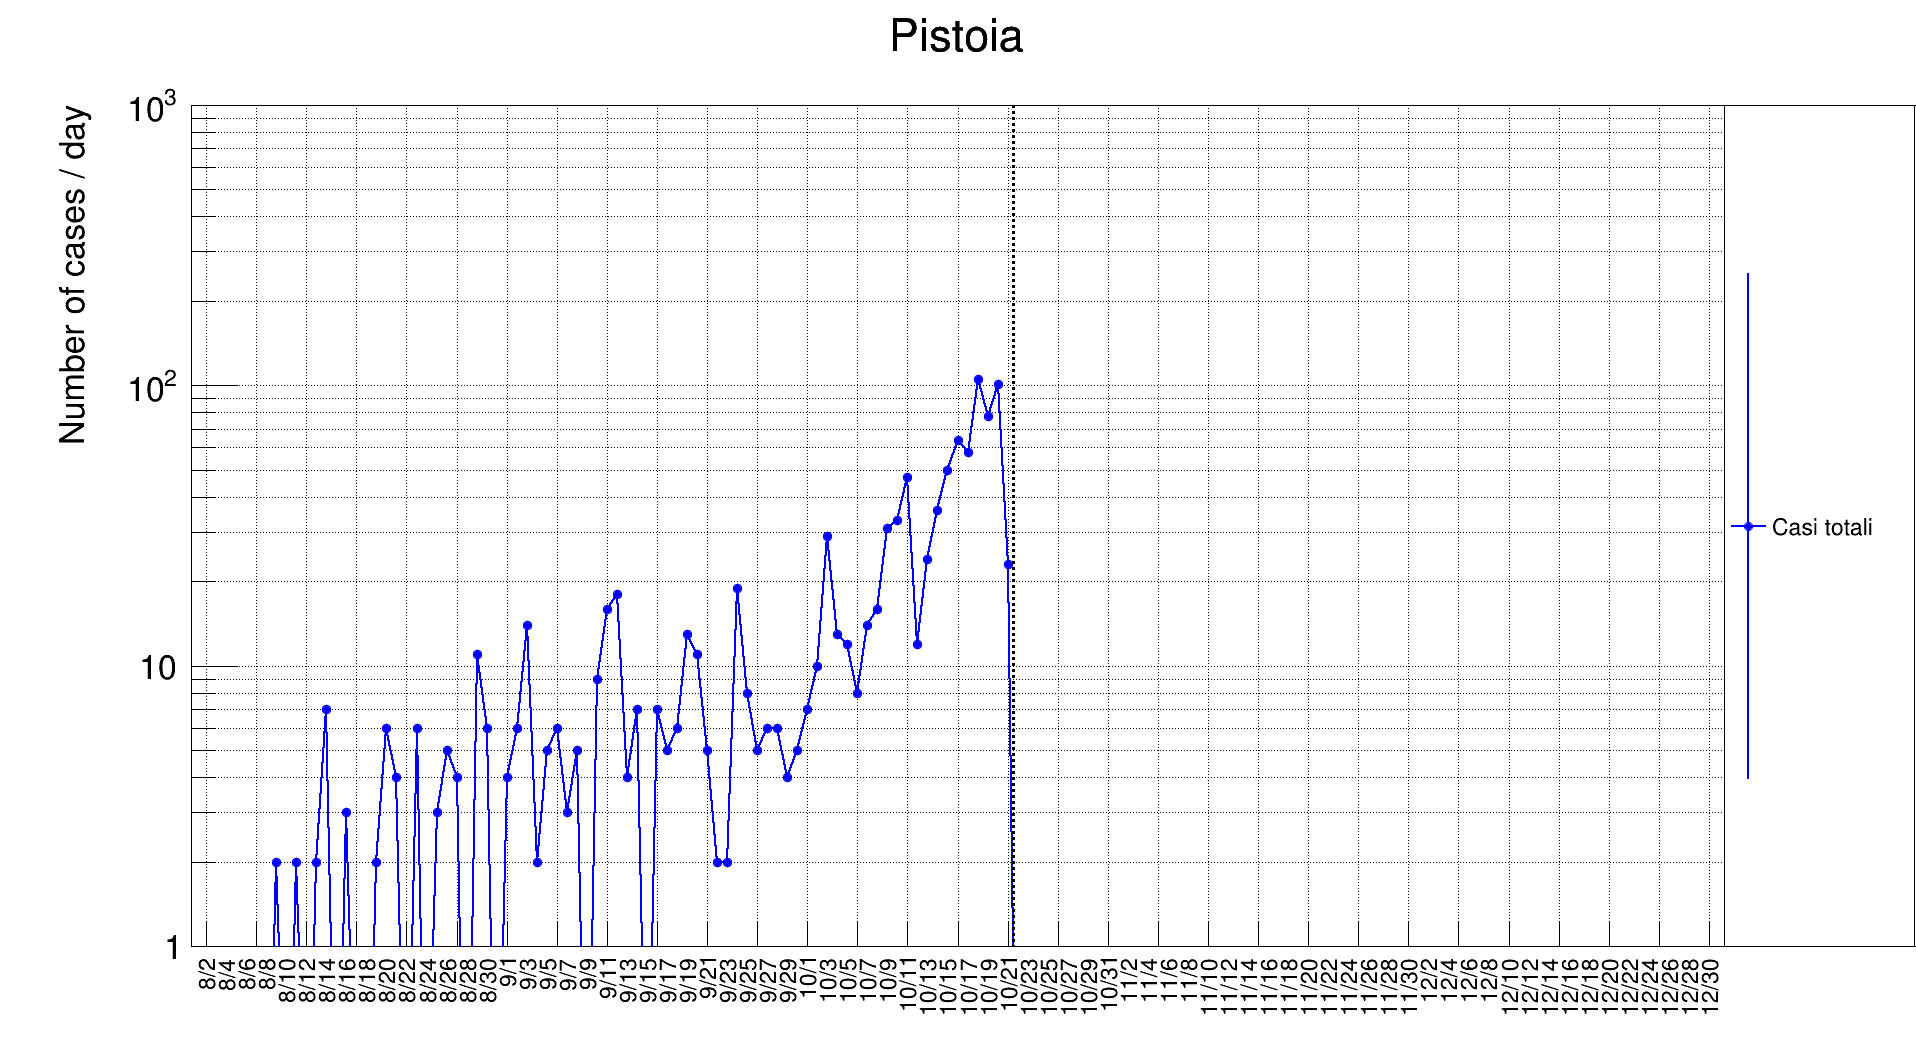 Pistoia
Number of cases / day
10³
10²
10
1
8/2 8/4 8/6 8/8 8/10 8/12 8/14 8/16 8/18 8/20 8/22 8/24 8/26 8/28 8/30 9/1 9/3 9/5 9/7 9/9 9/11 9/13 9/15 9/17 9/19 9/21 9/23 9/25 9/27 9/29 10/1 10/3 10/5 10/7 10/9 10/11 10/13 10/15 10/17 10/19 10/21 10/23 10/25 10/27 10/29 10/31 11/2 11/4 11/6 11/8 11/10 11/12 11/14 11/16 11/18 11/20 11/22 11/24 11/26 11/28 11/30 12/2 12/4 12/6 12/8 12/10 12/12 12/14 12/16 12/18 12/20 12/22 12/24 12/26 12/28 12/30
Casi totali